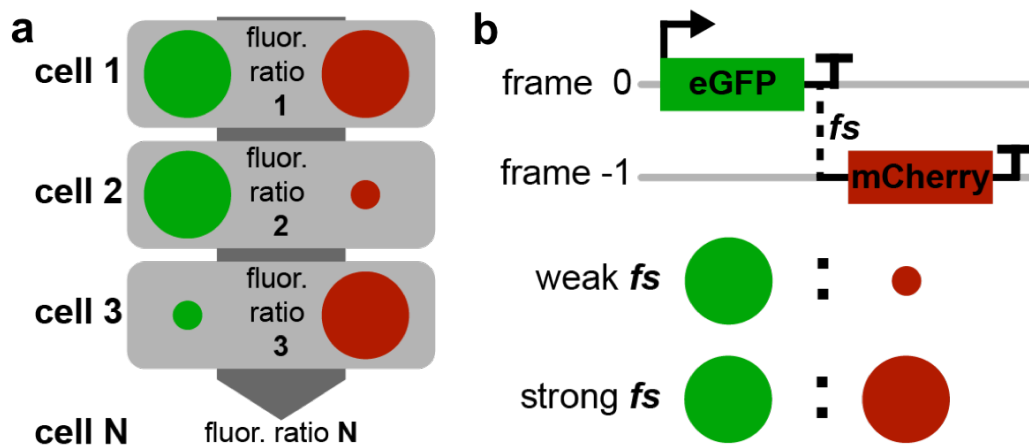 a
cell 1
fluor.
ratio
1
cell 2
fluor.
ratio
2
cell 3
fluor.
ratio
3
cell N fluor. ratio N
b
frame 0 eGFP
fs
frame -1 mCherry
weak fs :
strong fs :